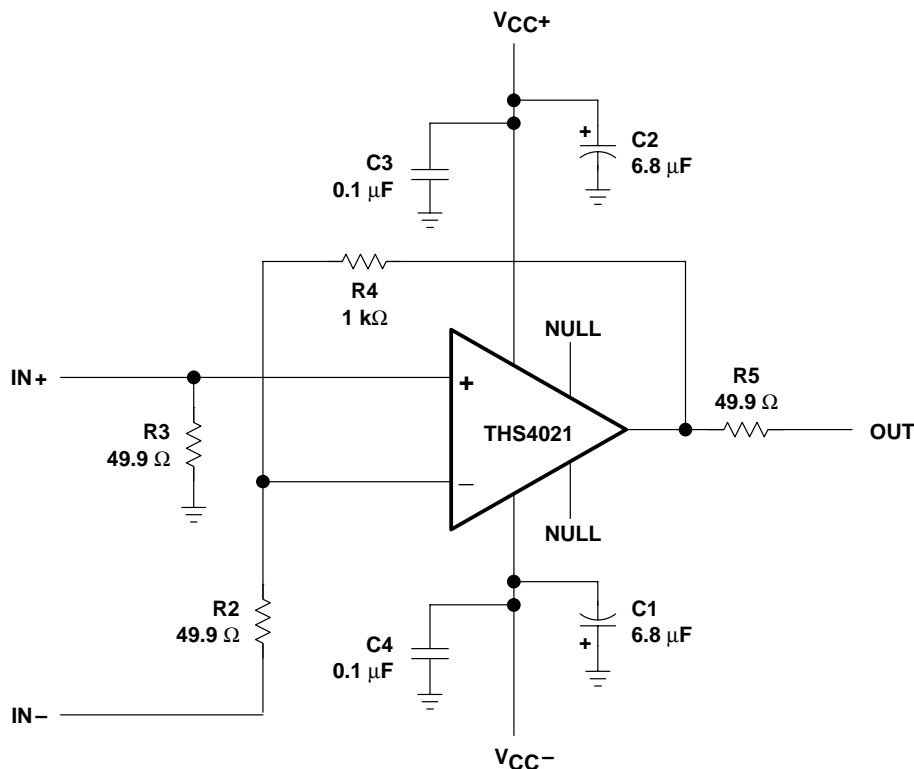 VCC+
C2
6.8 μF
C3
0.1 μF
R4
1 kΩ
NULL
IN+
+
R5
49.9 Ω
R3
49.9 Ω
THS4021
OUT
−
NULL
R2
49.9 Ω
C1
6.8 μF
C4
0.1 μF
+
IN−
VCC−
+